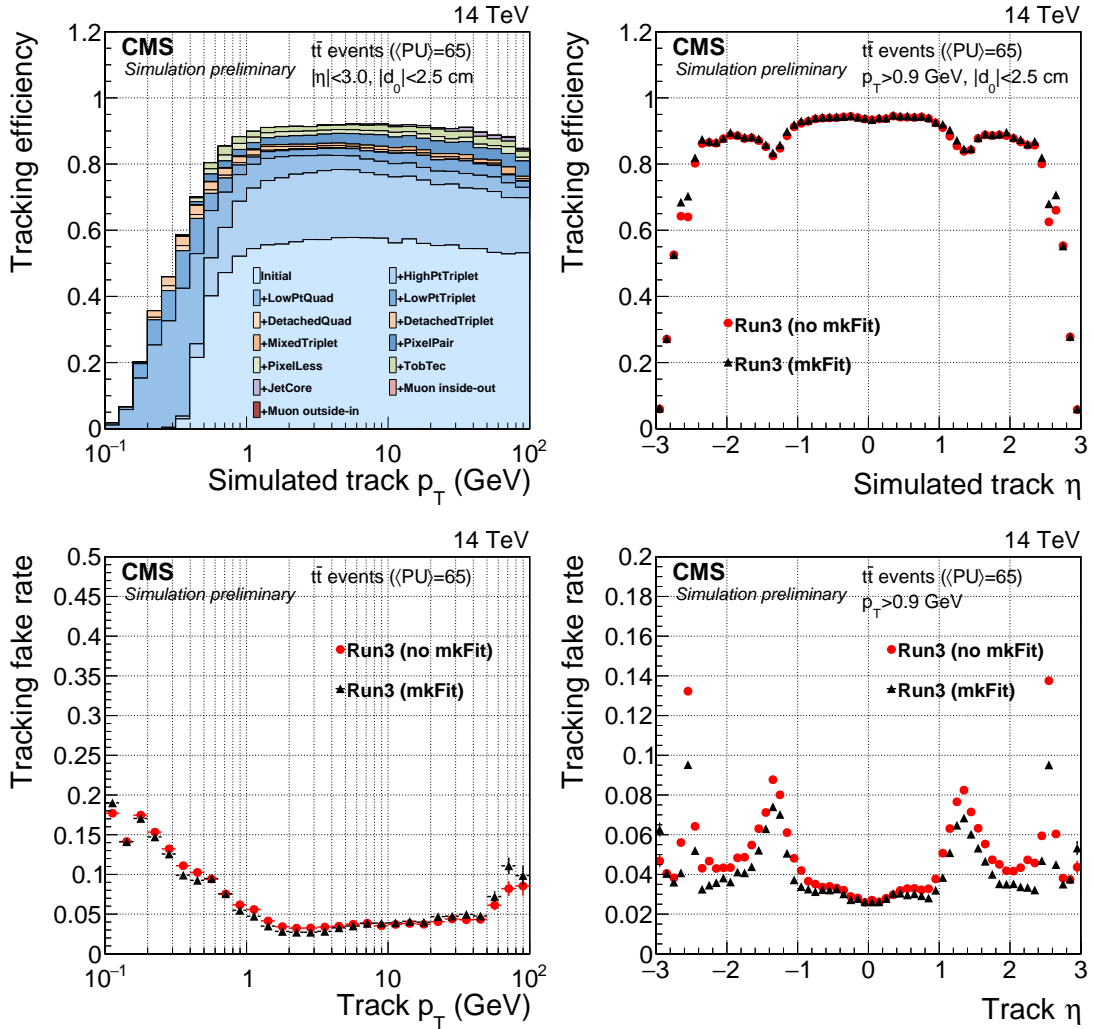 14 TeV
CMS
Simulation preliminary
tt̄ events (⟨PU⟩=65)
|η|<3.0, |d0|<2.5 cm
Tracking efficiency
1.2
1
0.8
0.6
0.4
0.2
0
Initial
+HighPtTriplet
+LowPtQuad
+LowPtTriplet
+DetachedQuad
+DetachedTriplet
+MixedTriplet
+PixelPair
+PixelLess
+TobTec
+JetCore
+Muon inside-out
+Muon outside-in
10−1 1 10 102
Simulated track pT (GeV)
14 TeV
CMS
Simulation preliminary
tt̄ events (⟨PU⟩=65)
pT>0.9 GeV, |d0|<2.5 cm
Tracking efficiency
1.2
1
0.8
0.6
0.4
0.2
0
Run3 (no mkFit)
Run3 (mkFit)
−3 −2 −1 0 1 2 3
Simulated track η
14 TeV
CMS
Simulation preliminary
tt̄ events (⟨PU⟩=65)
Tracking fake rate
0.5
0.45
0.4
0.35
0.3
0.25
0.2
0.15
0.1
0.05
0
Run3 (no mkFit)
Run3 (mkFit)
10−1 1 10 102
Track pT (GeV)
14 TeV
CMS
Simulation preliminary
tt̄ events (⟨PU⟩=65)
pT>0.9 GeV
Tracking fake rate
0.2
0.18
0.16
0.14
0.12
0.1
0.08
0.06
0.04
0.02
0
Run3 (no mkFit)
Run3 (mkFit)
−3 −2 −1 0 1 2 3
Track η